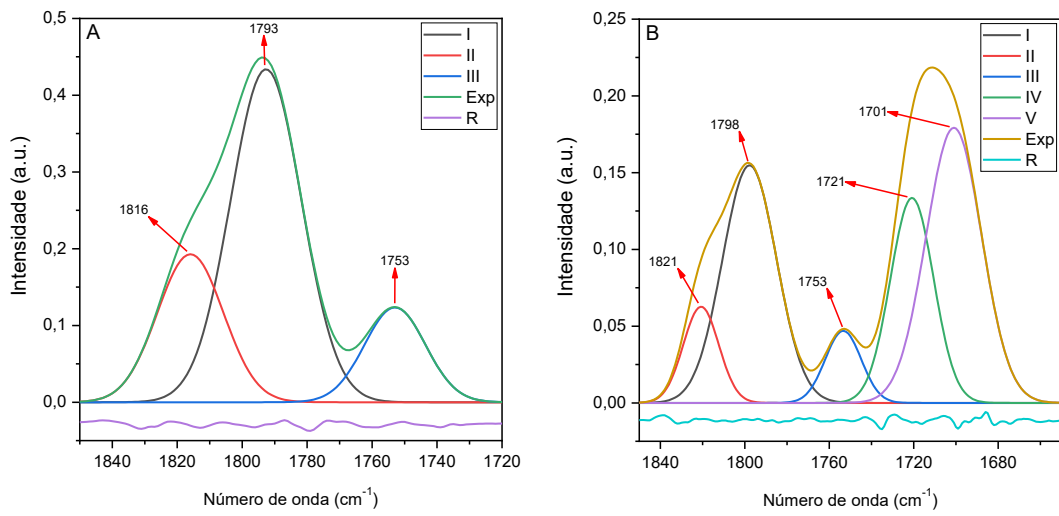 A
1793
1816
1753
I
II
III
Exp
R
0,5
0,4
0,3
0,2
0,1
0,0
Intensidade (a.u.)
1840
1820
1800
1780
1760
1740
1720
Número de onda (cm⁻¹)
B
1798
1821
1753
1721
1701
I
II
III
IV
V
Exp
R
0,25
0,20
0,15
0,10
0,05
0,00
Intensidade (a.u.)
1840
1800
1760
1720
1680
Número de onda (cm⁻¹)